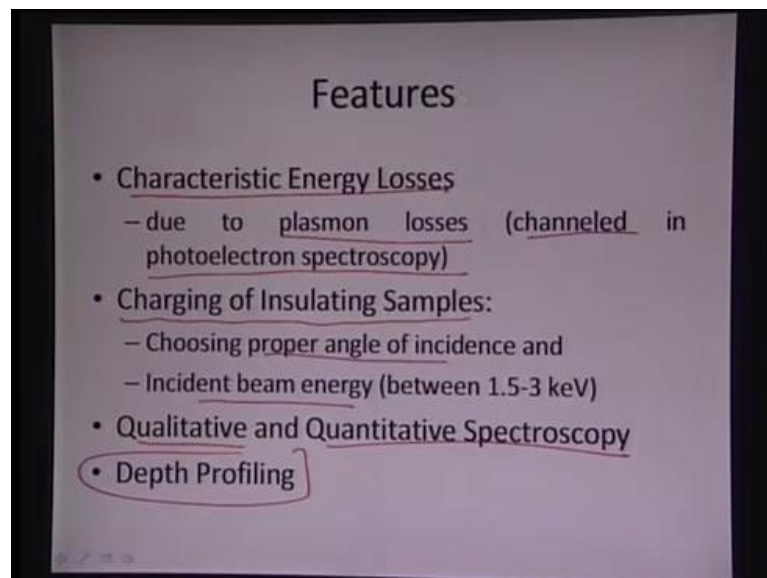 Features
• Characteristic Energy Losses
– due to plasmon losses (channeled in
photoelectron spectroscopy)
• Charging of Insulating Samples:
– Choosing proper angle of incidence and
– Incident beam energy (between 1.5-3 keV)
• Qualitative and Quantitative Spectroscopy
• Depth Profiling